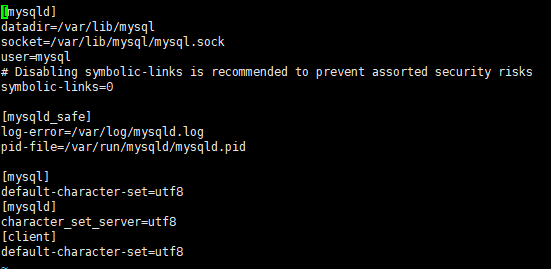 [mysqld]
datadir=/var/lib/mysql
socket=/var/lib/mysql/mysql.sock
user=mysql
# Disabling symbolic-links is recommended to prevent assorted security risks
symbolic-links=0
[mysqld_safe]
log-error=/var/log/mysqld.log
pid-file=/var/run/mysqld/mysqld.pid
[mysql]
default-character-set=utf8
[mysqld]
character_set_server=utf8
[client]
default-character-set=utf8
~